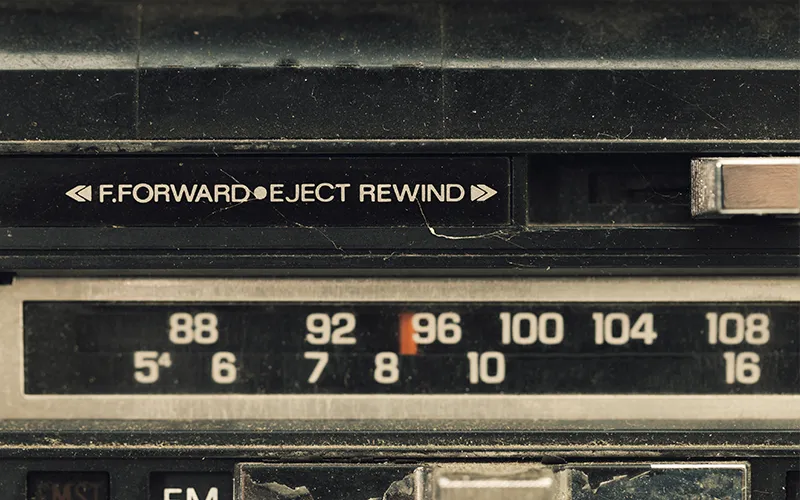 F.FORWARD●EJECT REWIND
88 92 96 100 104 108
5⁴ 6 7 8 10 16
FM